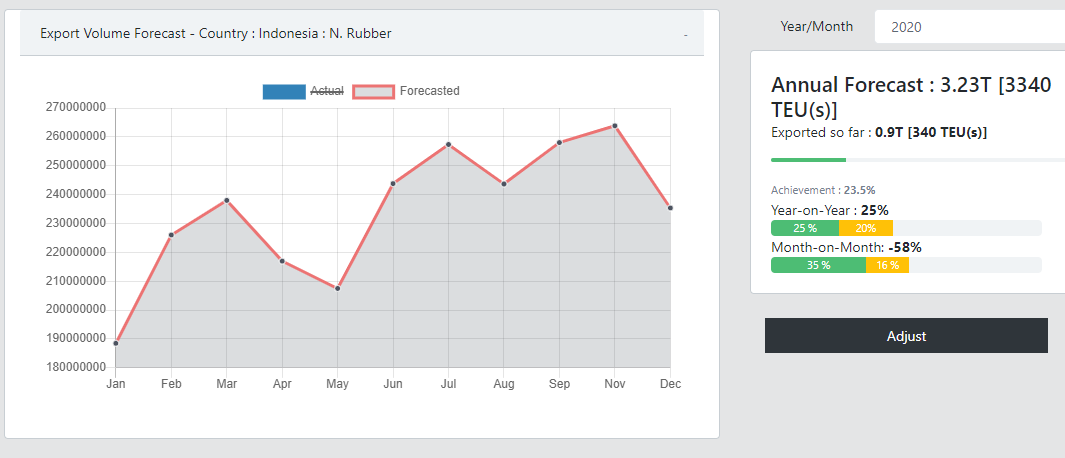 Export Volume Forecast - Country : Indonesia : N. Rubber
-
Actual
Forecasted
270000000
260000000
250000000
240000000
230000000
220000000
210000000
200000000
190000000
180000000
Jan Feb Mar Apr May Jun Jul Aug Sep Oct Nov Dec
Year/Month
2020
Annual Forecast : 3.23T [3340
TEU(s)]
Exported so far : 0.9T [340 TEU(s)]
Achievement : 23.5%
Year-on-Year : 25%
25 % 20%
Month-on-Month: -58%
35 % 16 %
Adjust